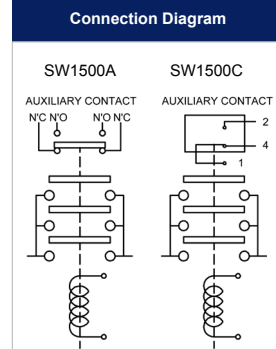 Connection Diagram
SW1500A SW1500C
AUXILIARY CONTACT AUXILIARY CONTACT
N'C N'O N'O N'C
2
4
1